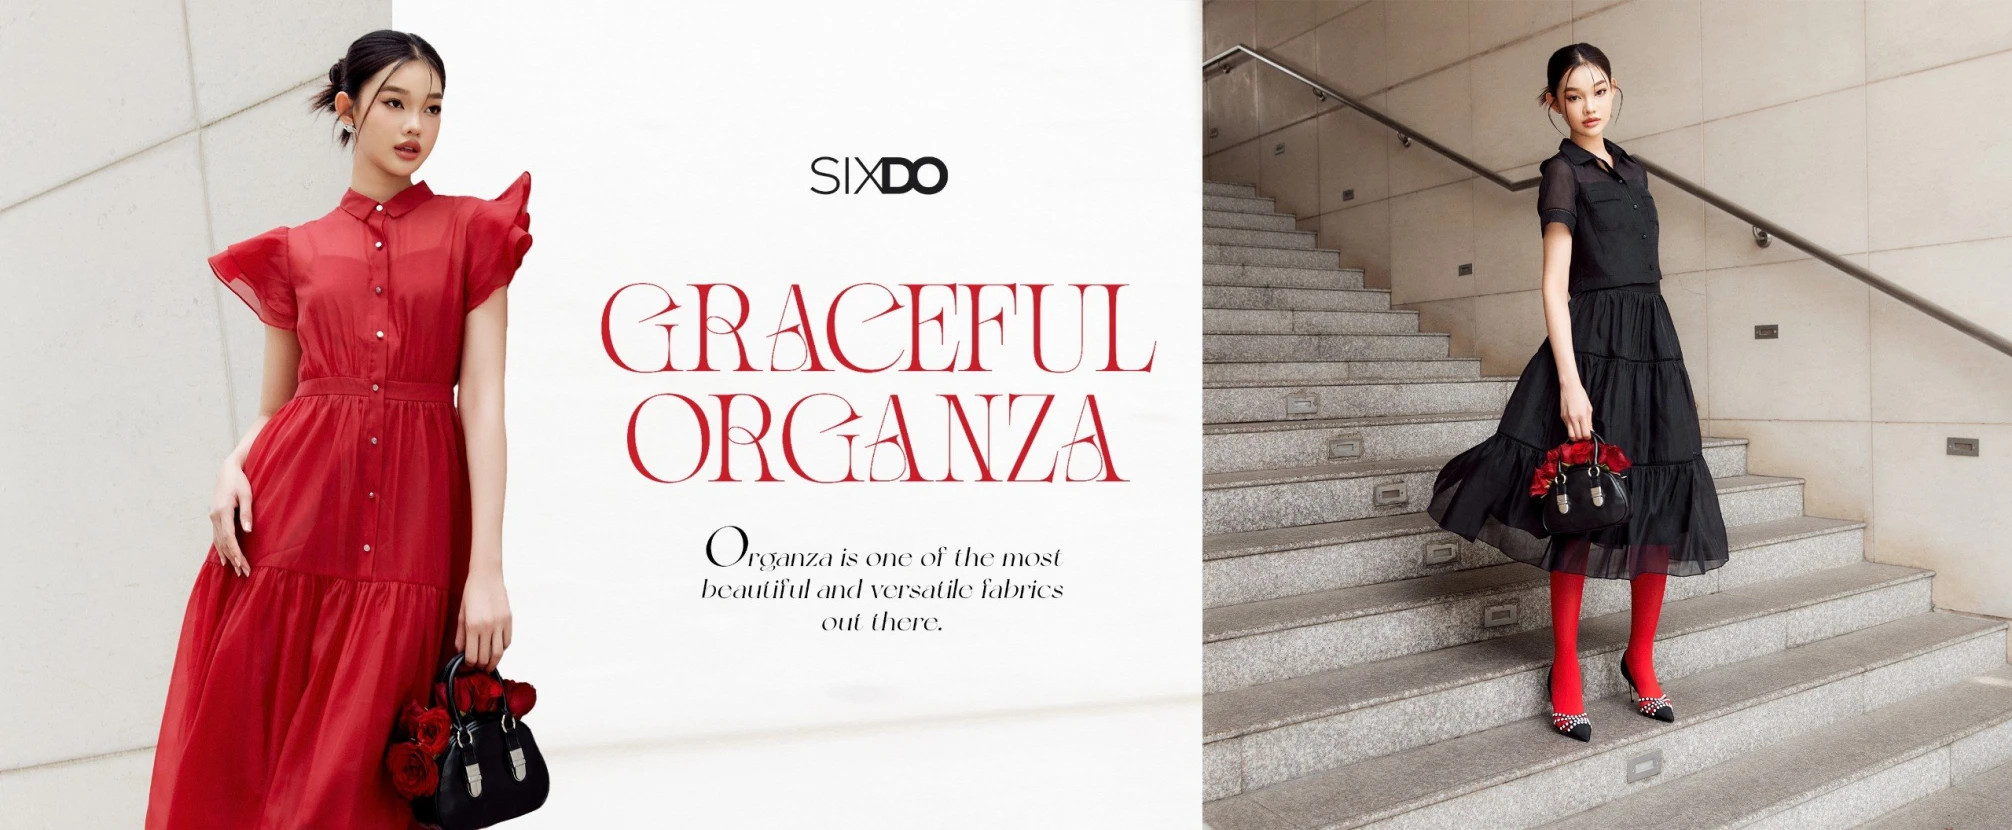 SIXDO
GRACEFUL
ORGANZA
Organza is one of the most
beautiful and versatile fabrics
out there.